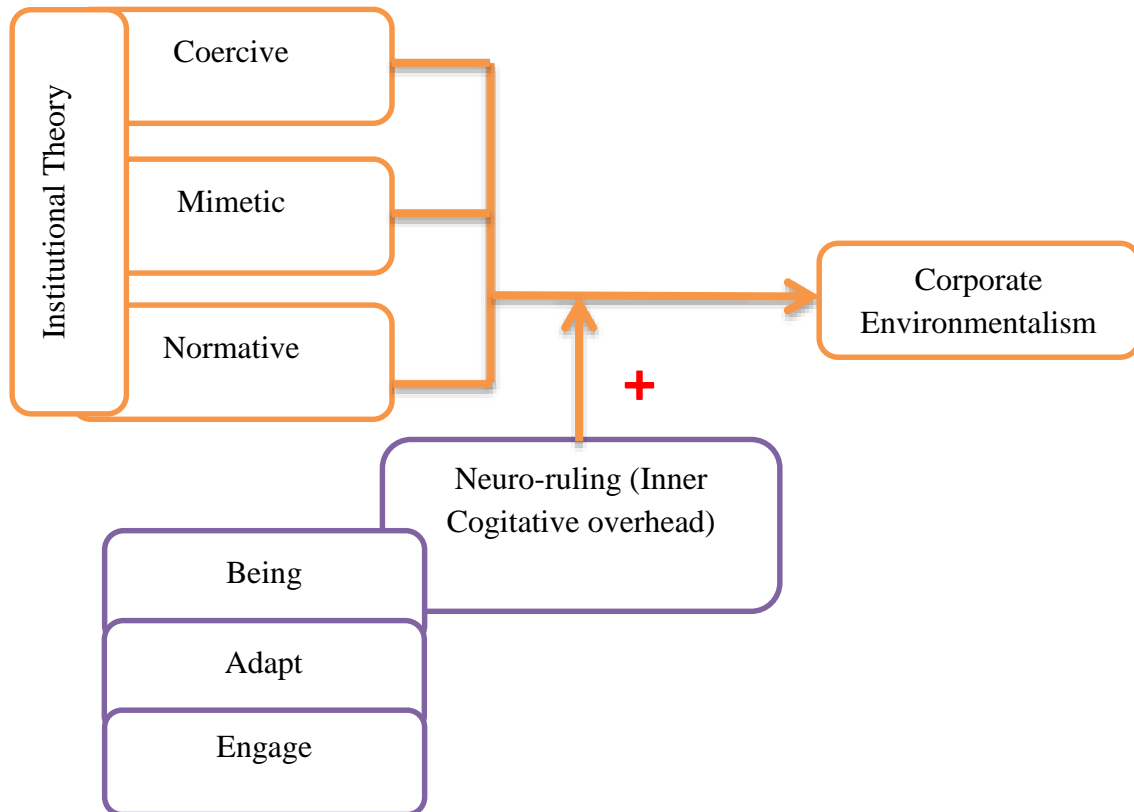 Institutional Theory
Coercive
Mimetic
Normative
Corporate
Environmentalism
+
Neuro-ruling (Inner
Cogitative overhead)
Being
Adapt
Engage